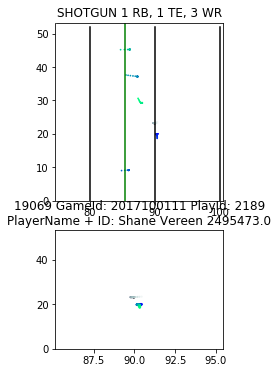 SHOTGUN 1 RB, 1 TE, 3 WR
50
40
30
20
10
0
80 90 100
19069 GameId: 2017100111 PlayId: 2189
PlayerName + ID: Shane Vereen 2495473.0
40
20
0
87.5 90.0 92.5 95.0